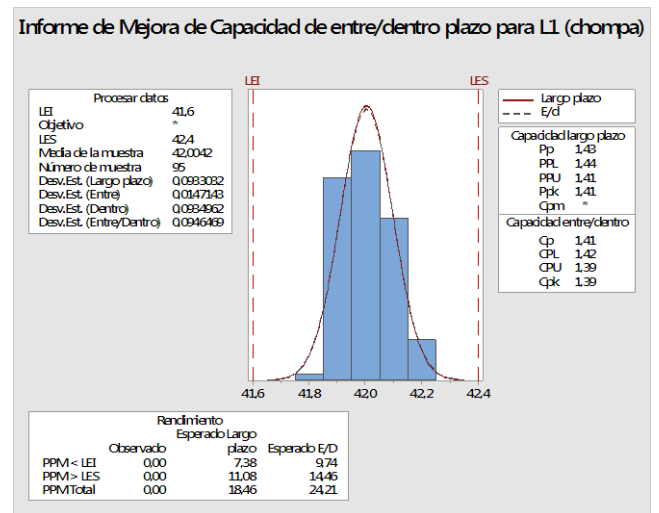 Informe de Mejora de Capacidad de entre/dentro plazo para L1 (chompa)
LEI LES
Procesar datos
LEI 41,6
Objetivo *
LES 42,4
Media de la muestra 42,0042
Número de muestra 95
Desv.Est. (Largo plazo) 0,0933032
Desv.Est. (Entre) 0,0147143
Desv.Est. (Dentro) 0,0934962
Desv.Est. (Entre/Dentro) 0,0946469
Largo plazo
E/d
Capacidad largo plazo
Pp 1,43
PPL 1,44
PPU 1,41
Ppk 1,41
Cpm *
Capacidad entre/dentro
Cp 1,41
CPL 1,42
CPU 1,39
Cpk 1,39
41,6 41,8 42,0 42,2 42,4
Rendimiento
Esperado Largo
Observado plazo Esperado E/D
PPM < LEI 0,00 7,38 9,74
PPM > LES 0,00 11,08 14,46
PPM Total 0,00 18,46 24,21